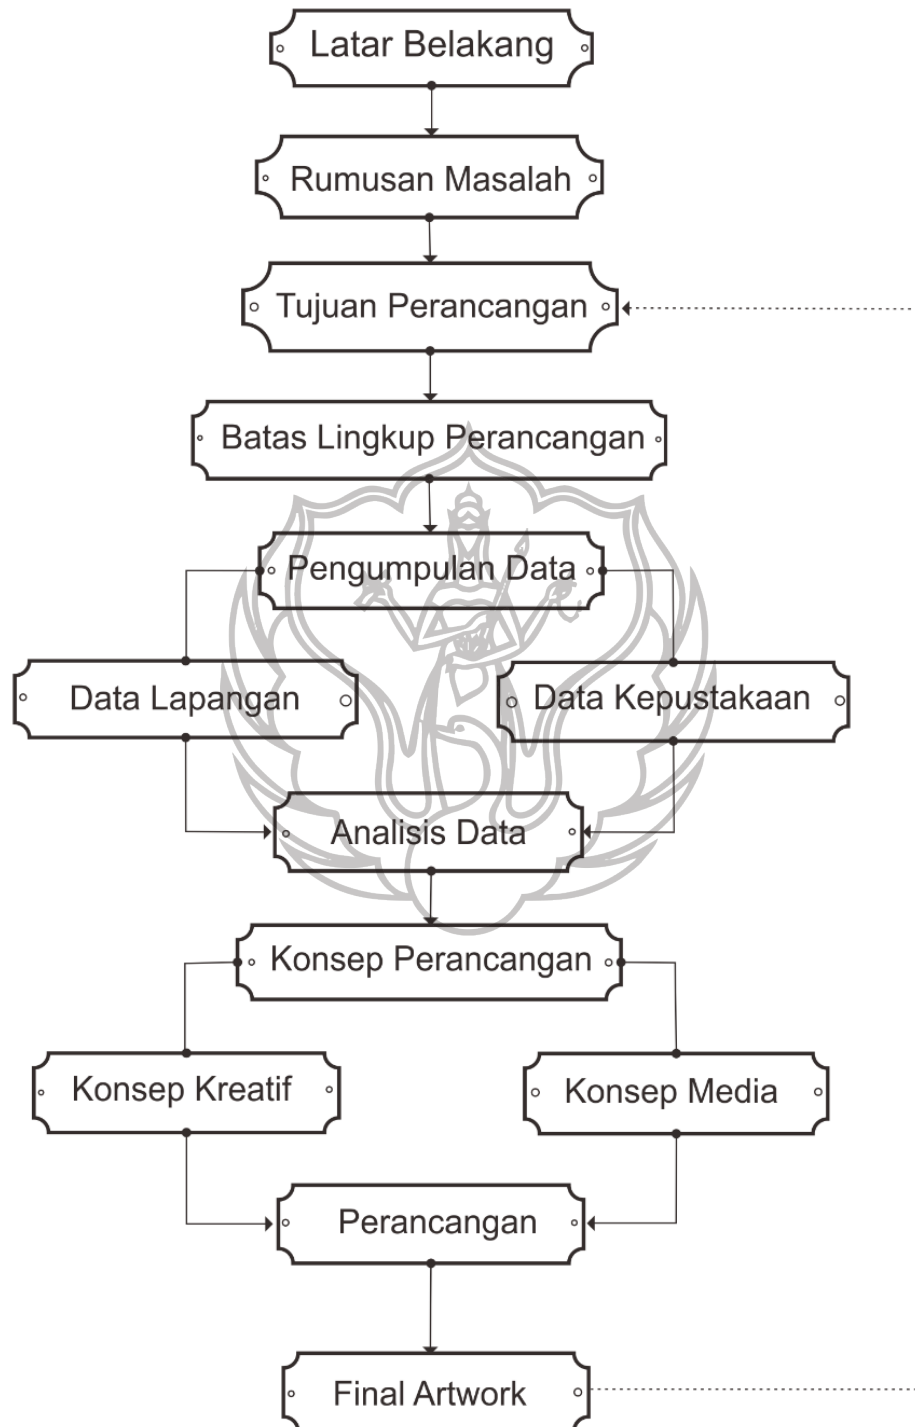 Latar Belakang
Rumusan Masalah
Tujuan Perancangan
Batas Lingkup Perancangan
Pengumpulan Data
Data Lapangan
Data Kepustakaan
Analisis Data
Konsep Perancangan
Konsep Kreatif
Konsep Media
Perancangan
Final Artwork